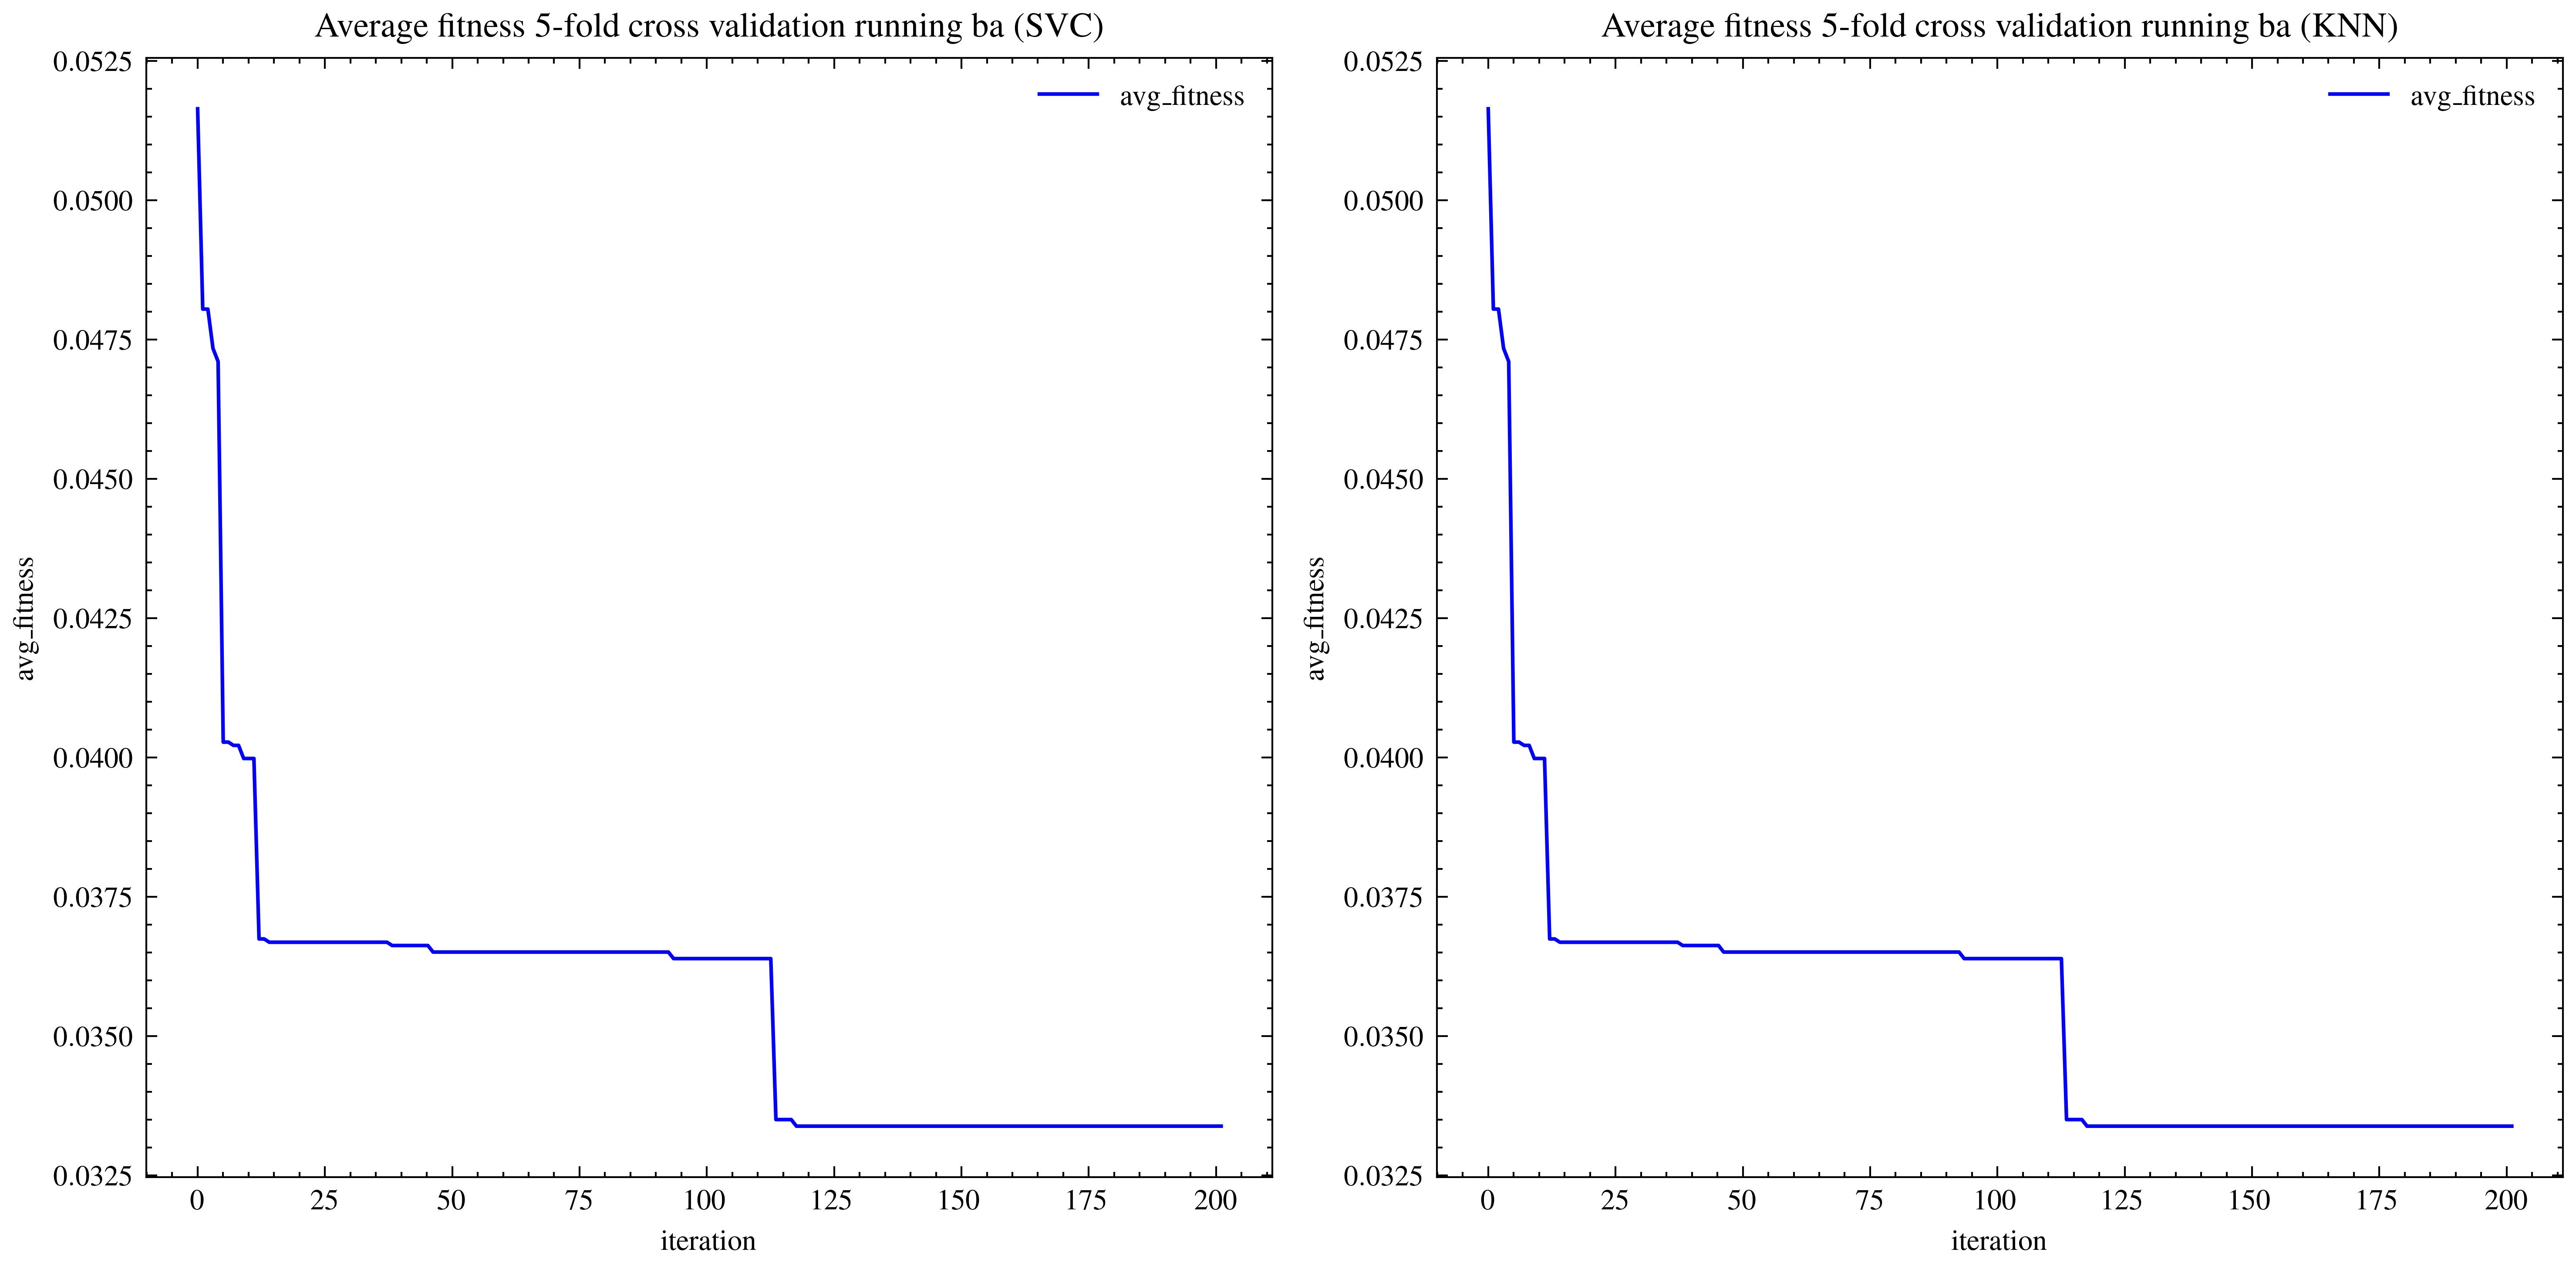 Average fitness 5-fold cross validation running ba (SVC)
avg_fitness
0.0525
0.0500
0.0475
0.0450
0.0425
0.0400
0.0375
0.0350
0.0325
avg_fitness
0 25 50 75 100 125 150 175 200
iteration
Average fitness 5-fold cross validation running ba (KNN)
avg_fitness
0.0525
0.0500
0.0475
0.0450
0.0425
0.0400
0.0375
0.0350
0.0325
avg_fitness
0 25 50 75 100 125 150 175 200
iteration